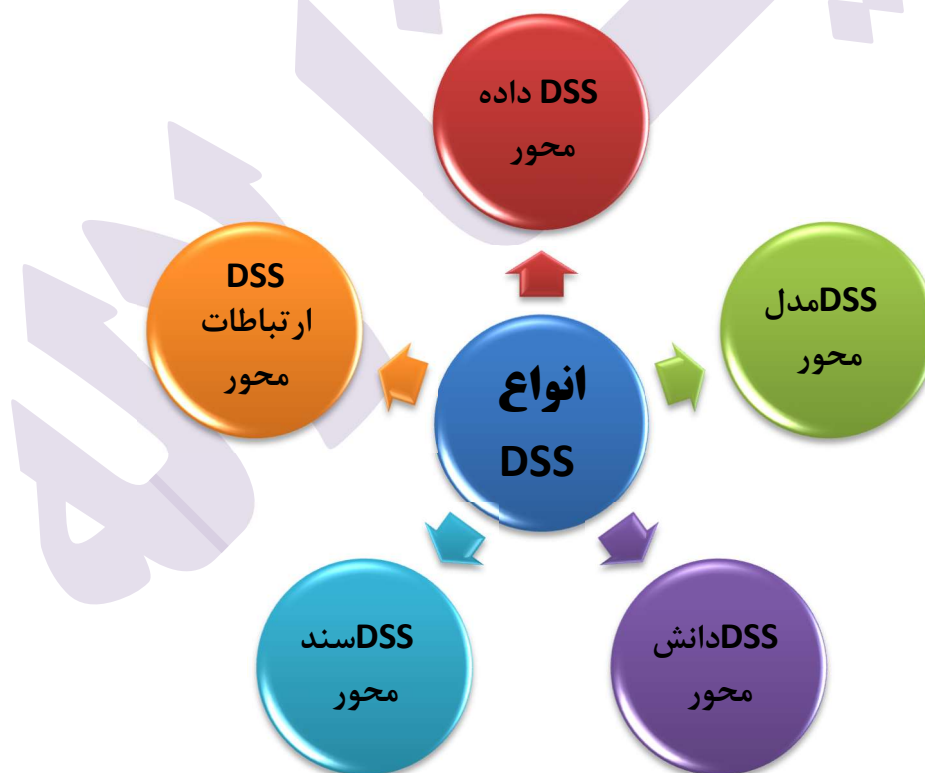 DSS داده
محور
DSSمدل
محور
DSS
ارتباطات
محور
انواع
DSS
DSSسند
محور
DSSدانش
محور